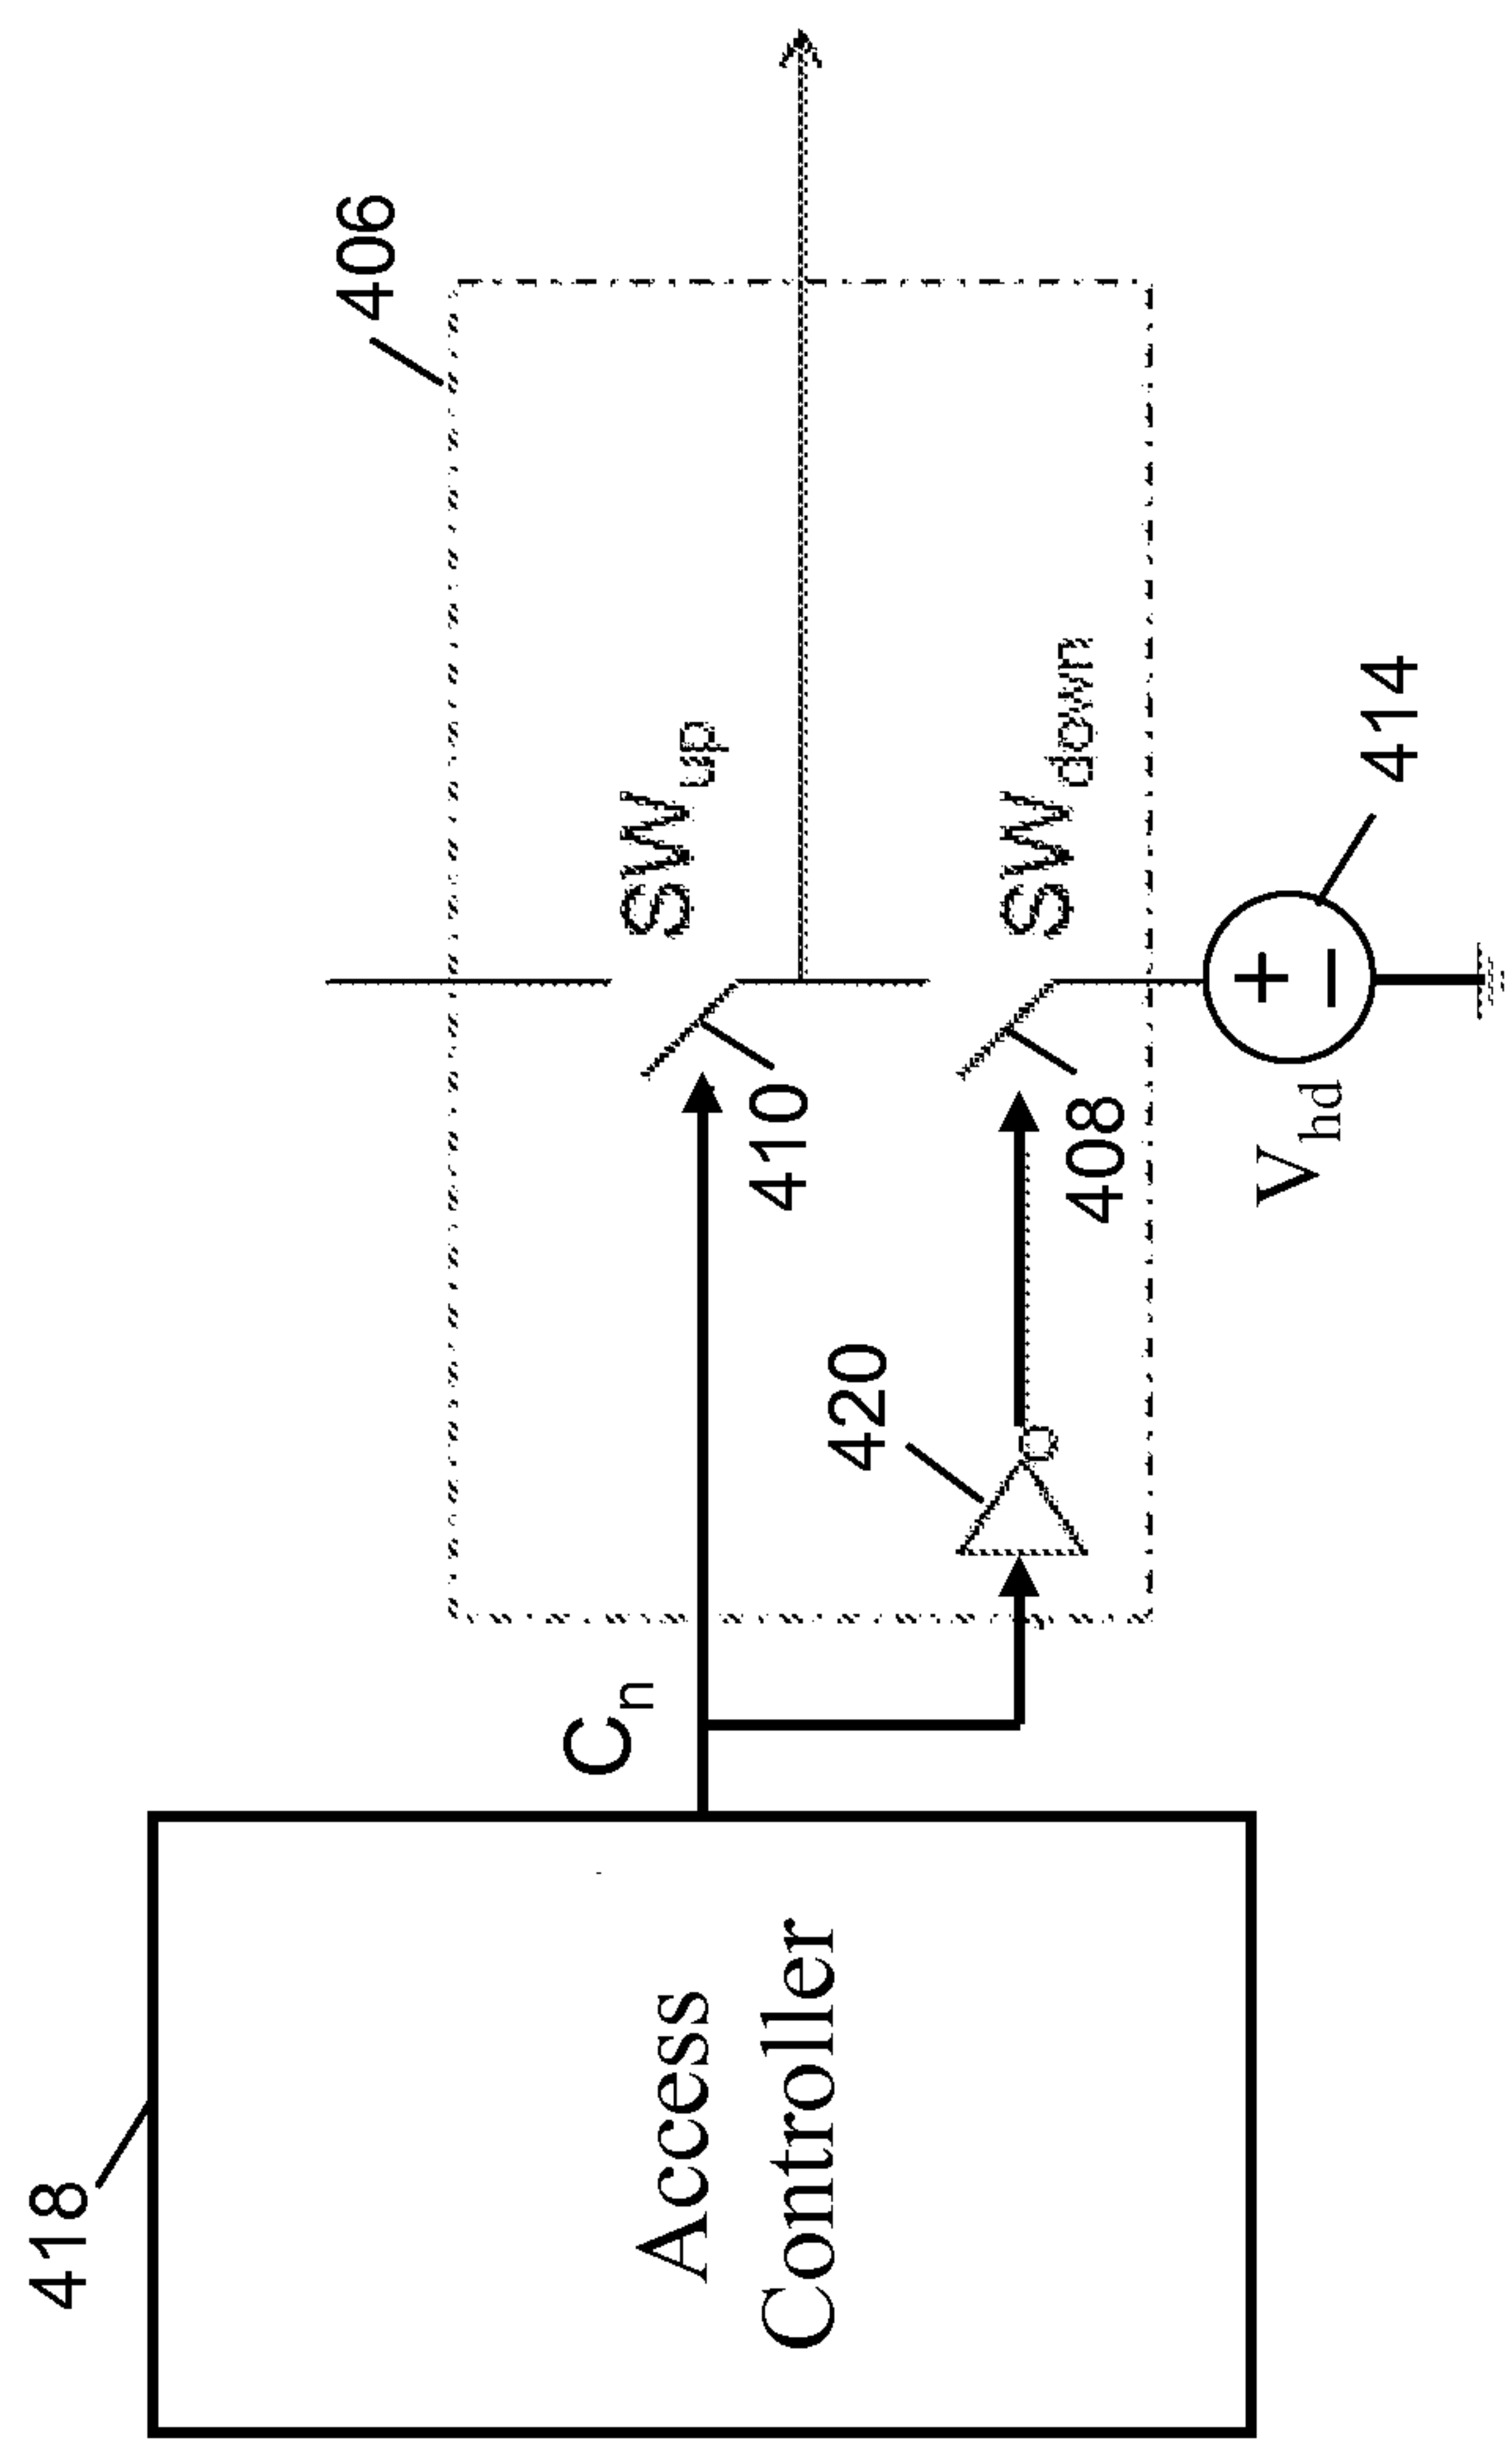 406
SWup
410
Cn
418
Access
Controller
420
SWdown
408
Vhd
+
−
414